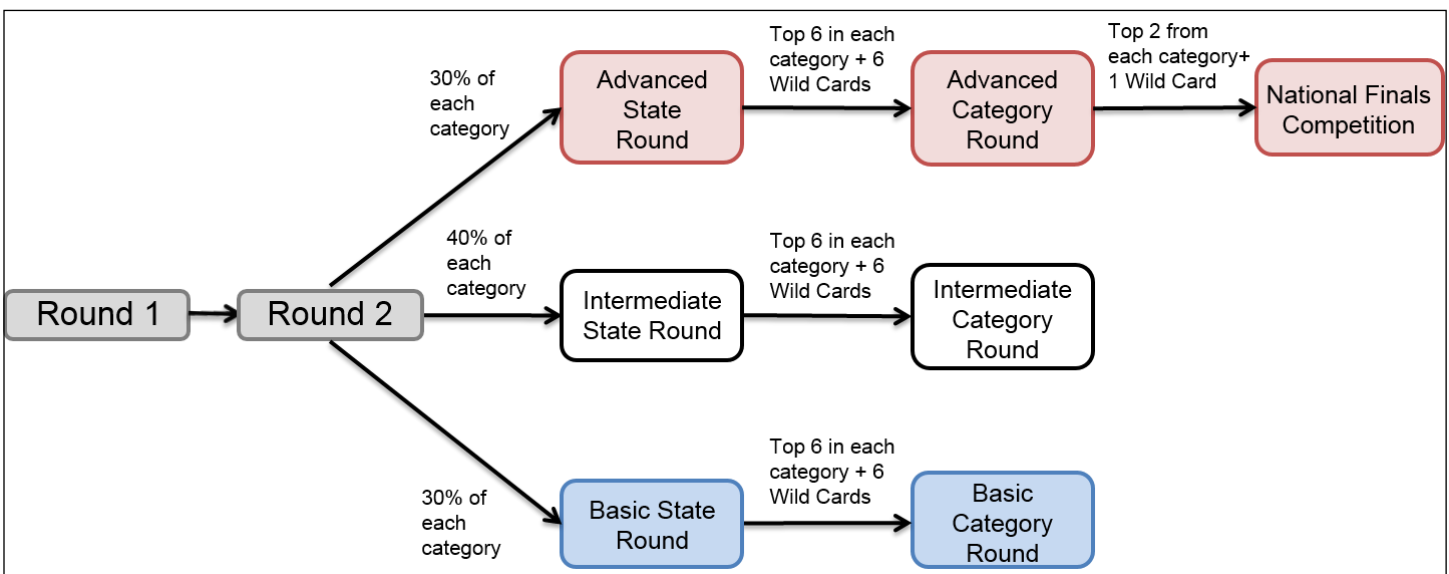 Round 1
Round 2
30% of
each
category
Advanced
State
Round
Top 6 in each
category + 6
Wild Cards
Advanced
Category
Round
Top 2 from
each category+
1 Wild Card
National Finals
Competition
40% of
each
category
Intermediate
State Round
Top 6 in each
category + 6
Wild Cards
Intermediate
Category
Round
30% of
each
category
Basic State
Round
Top 6 in each
category + 6
Wild Cards
Basic
Category
Round